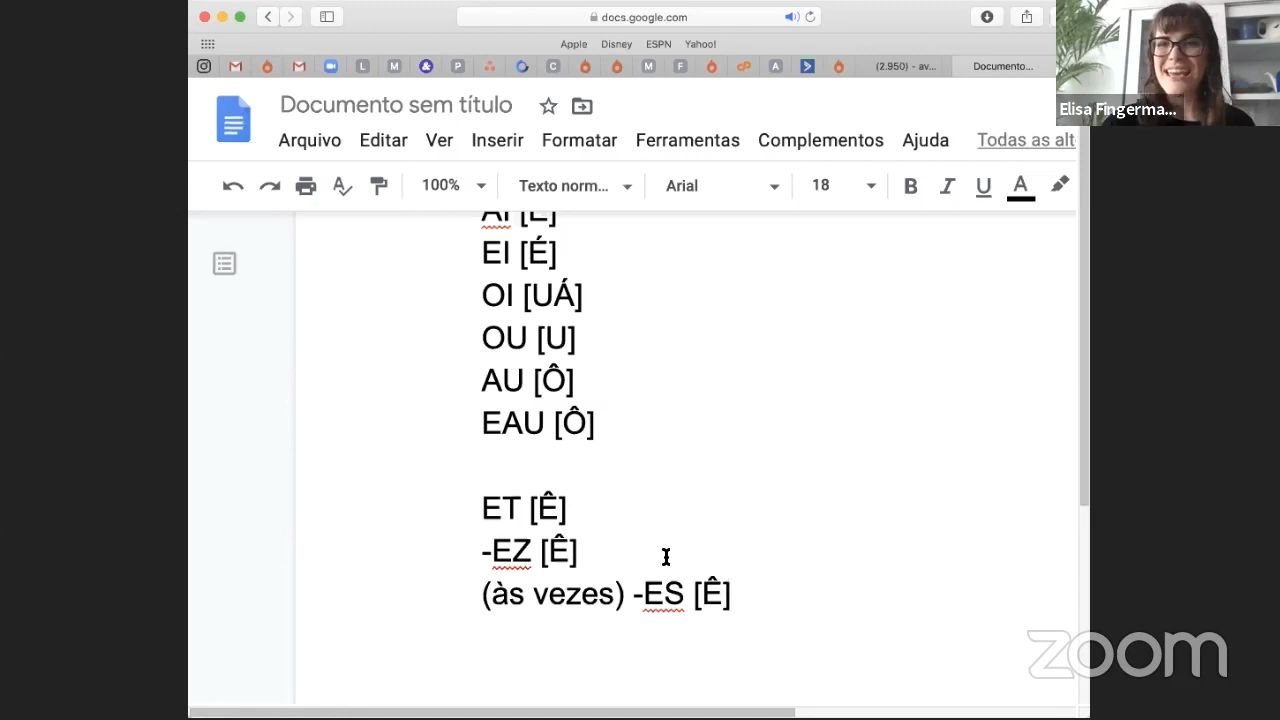 docs.google.com
Apple Disney ESPN Yahoo!
L M P C M F A (2.950) - av... Documento...
Elisa Fingerma...
Documento sem título
Arquivo Editar Ver Inserir Formatar Ferramentas Complementos Ajuda Todas as alt
100% Texto norm... Arial 18 B I U A
EI [É]
OI [UÁ]
OU [U]
AU [Ô]
EAU [Ô]
ET [Ê]
-EZ [Ê]
(às vezes) -ES [Ê]
zoom